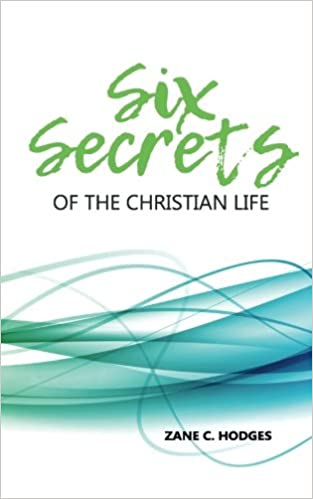 Six
Secrets
OF THE CHRISTIAN LIFE
ZANE C. HODGES